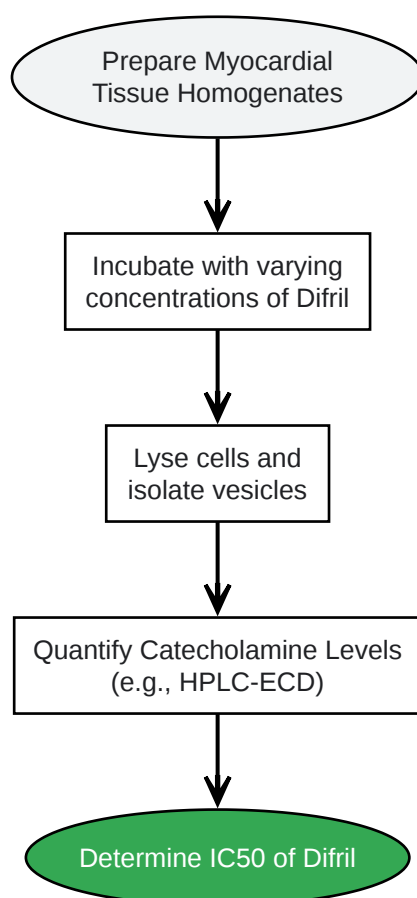 Prepare Myocardial
Tissue Homogenates
Incubate with varying
concentrations of Difril
Lyse cells and
isolate vesicles
Quantify Catecholamine Levels
(e.g., HPLC-ECD)
Determine IC50 of Difril